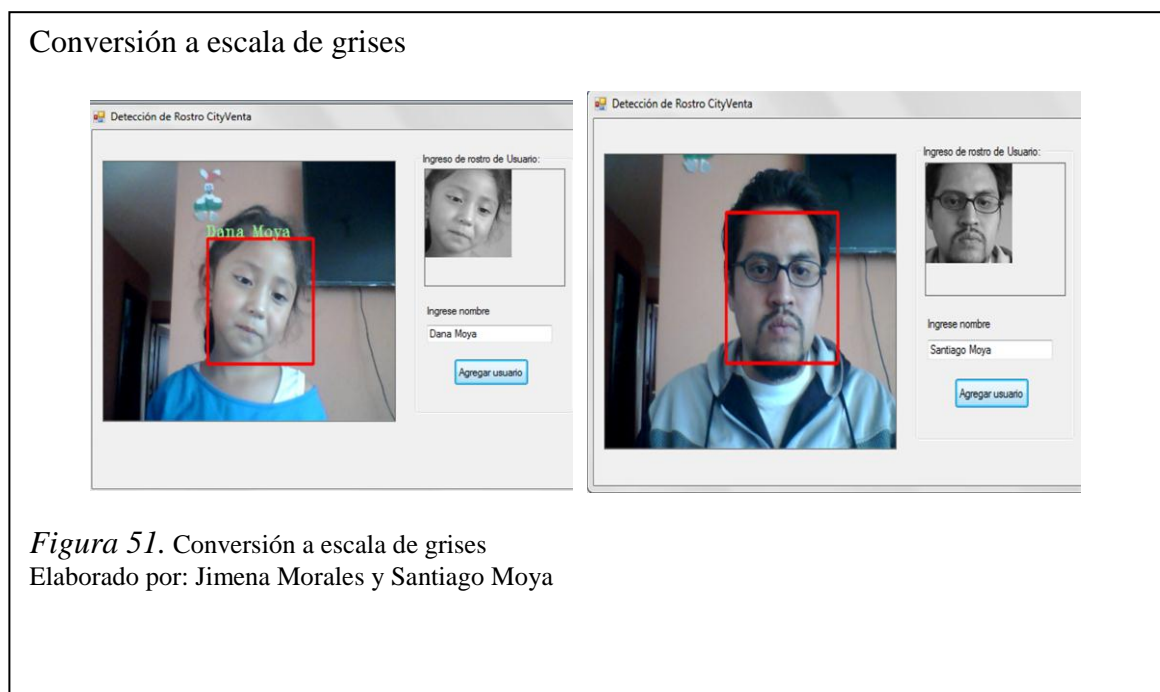 Conversión a escala de grises
Detección de Rostro CityVenta
Dana Moya
Ingreso de rostro de Usuario:
Ingrese nombre
Dana Moya
Agregar usuario
Detección de Rostro CityVenta
Ingreso de rostro de Usuario:
Ingrese nombre
Santiago Moya
Agregar usuario
Figura 51. Conversión a escala de grises
Elaborado por: Jimena Morales y Santiago Moya